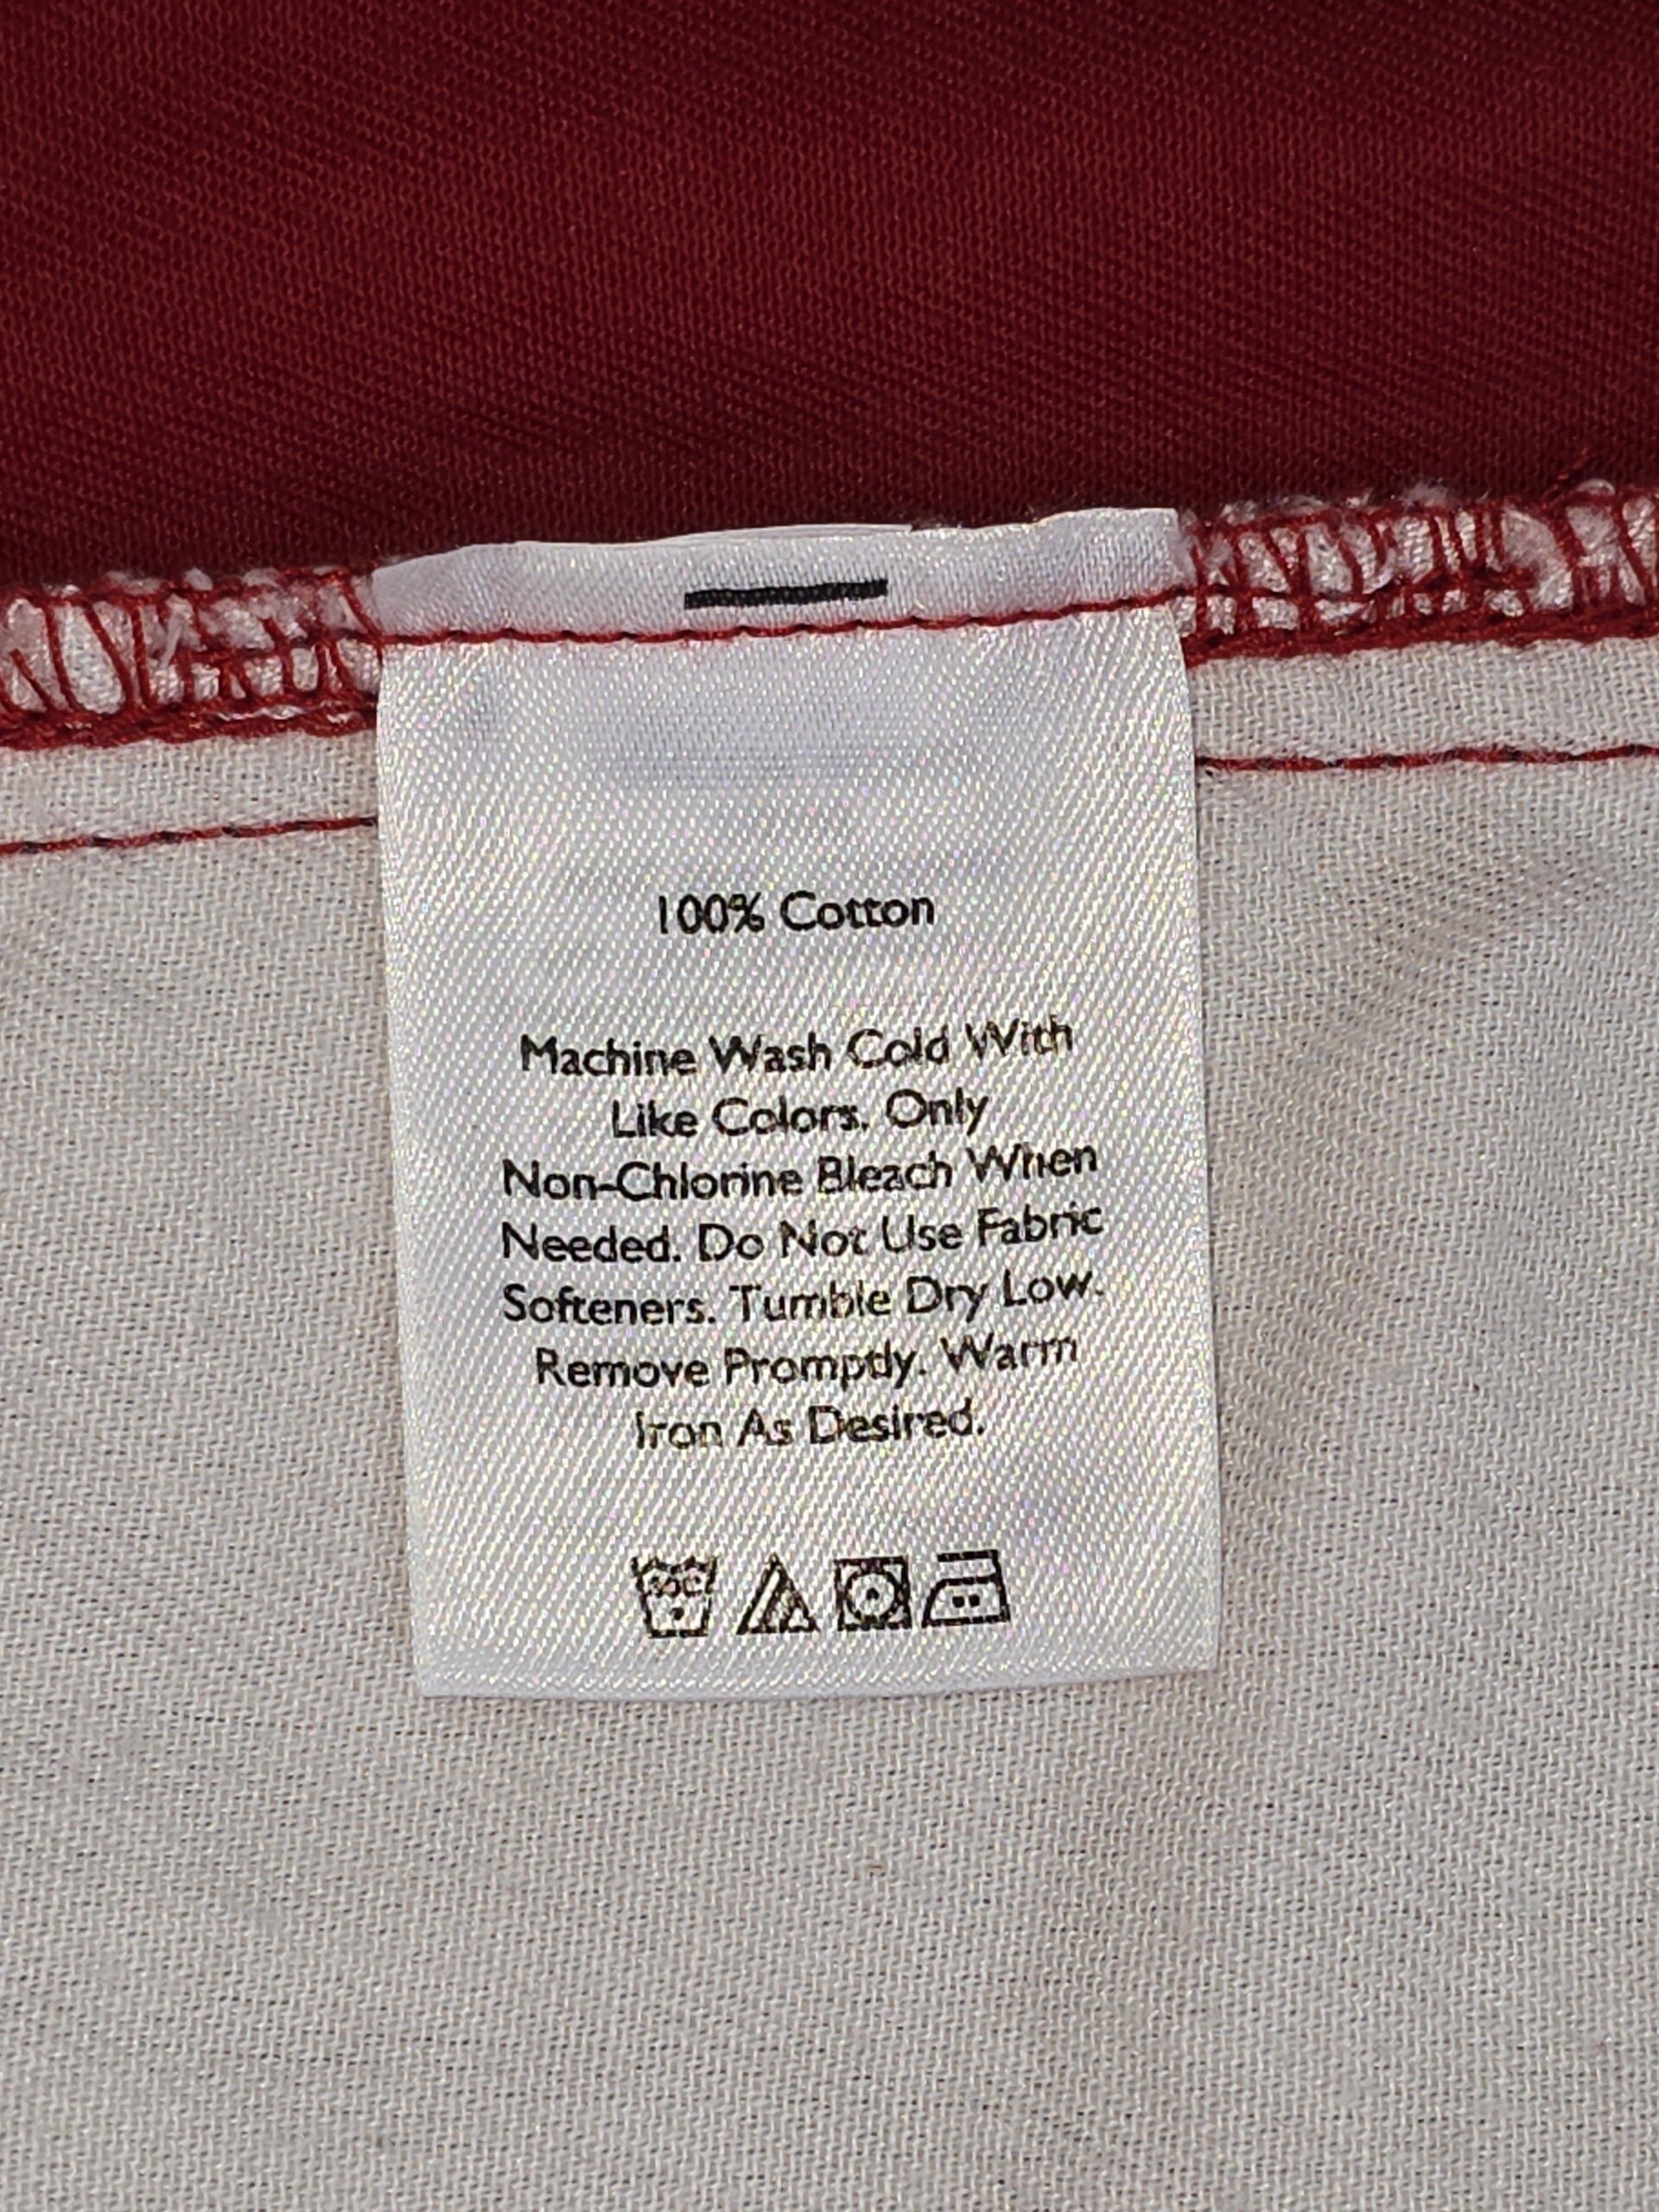 100% Cotton
Machine Wash Cold With
Like Colors. Only
Non-Chlorine Bleach When
Needed. Do Not Use Fabric
Softeners. Tumble Dry Low.
Remove Promptly. Warm
Iron As Desired.
30C